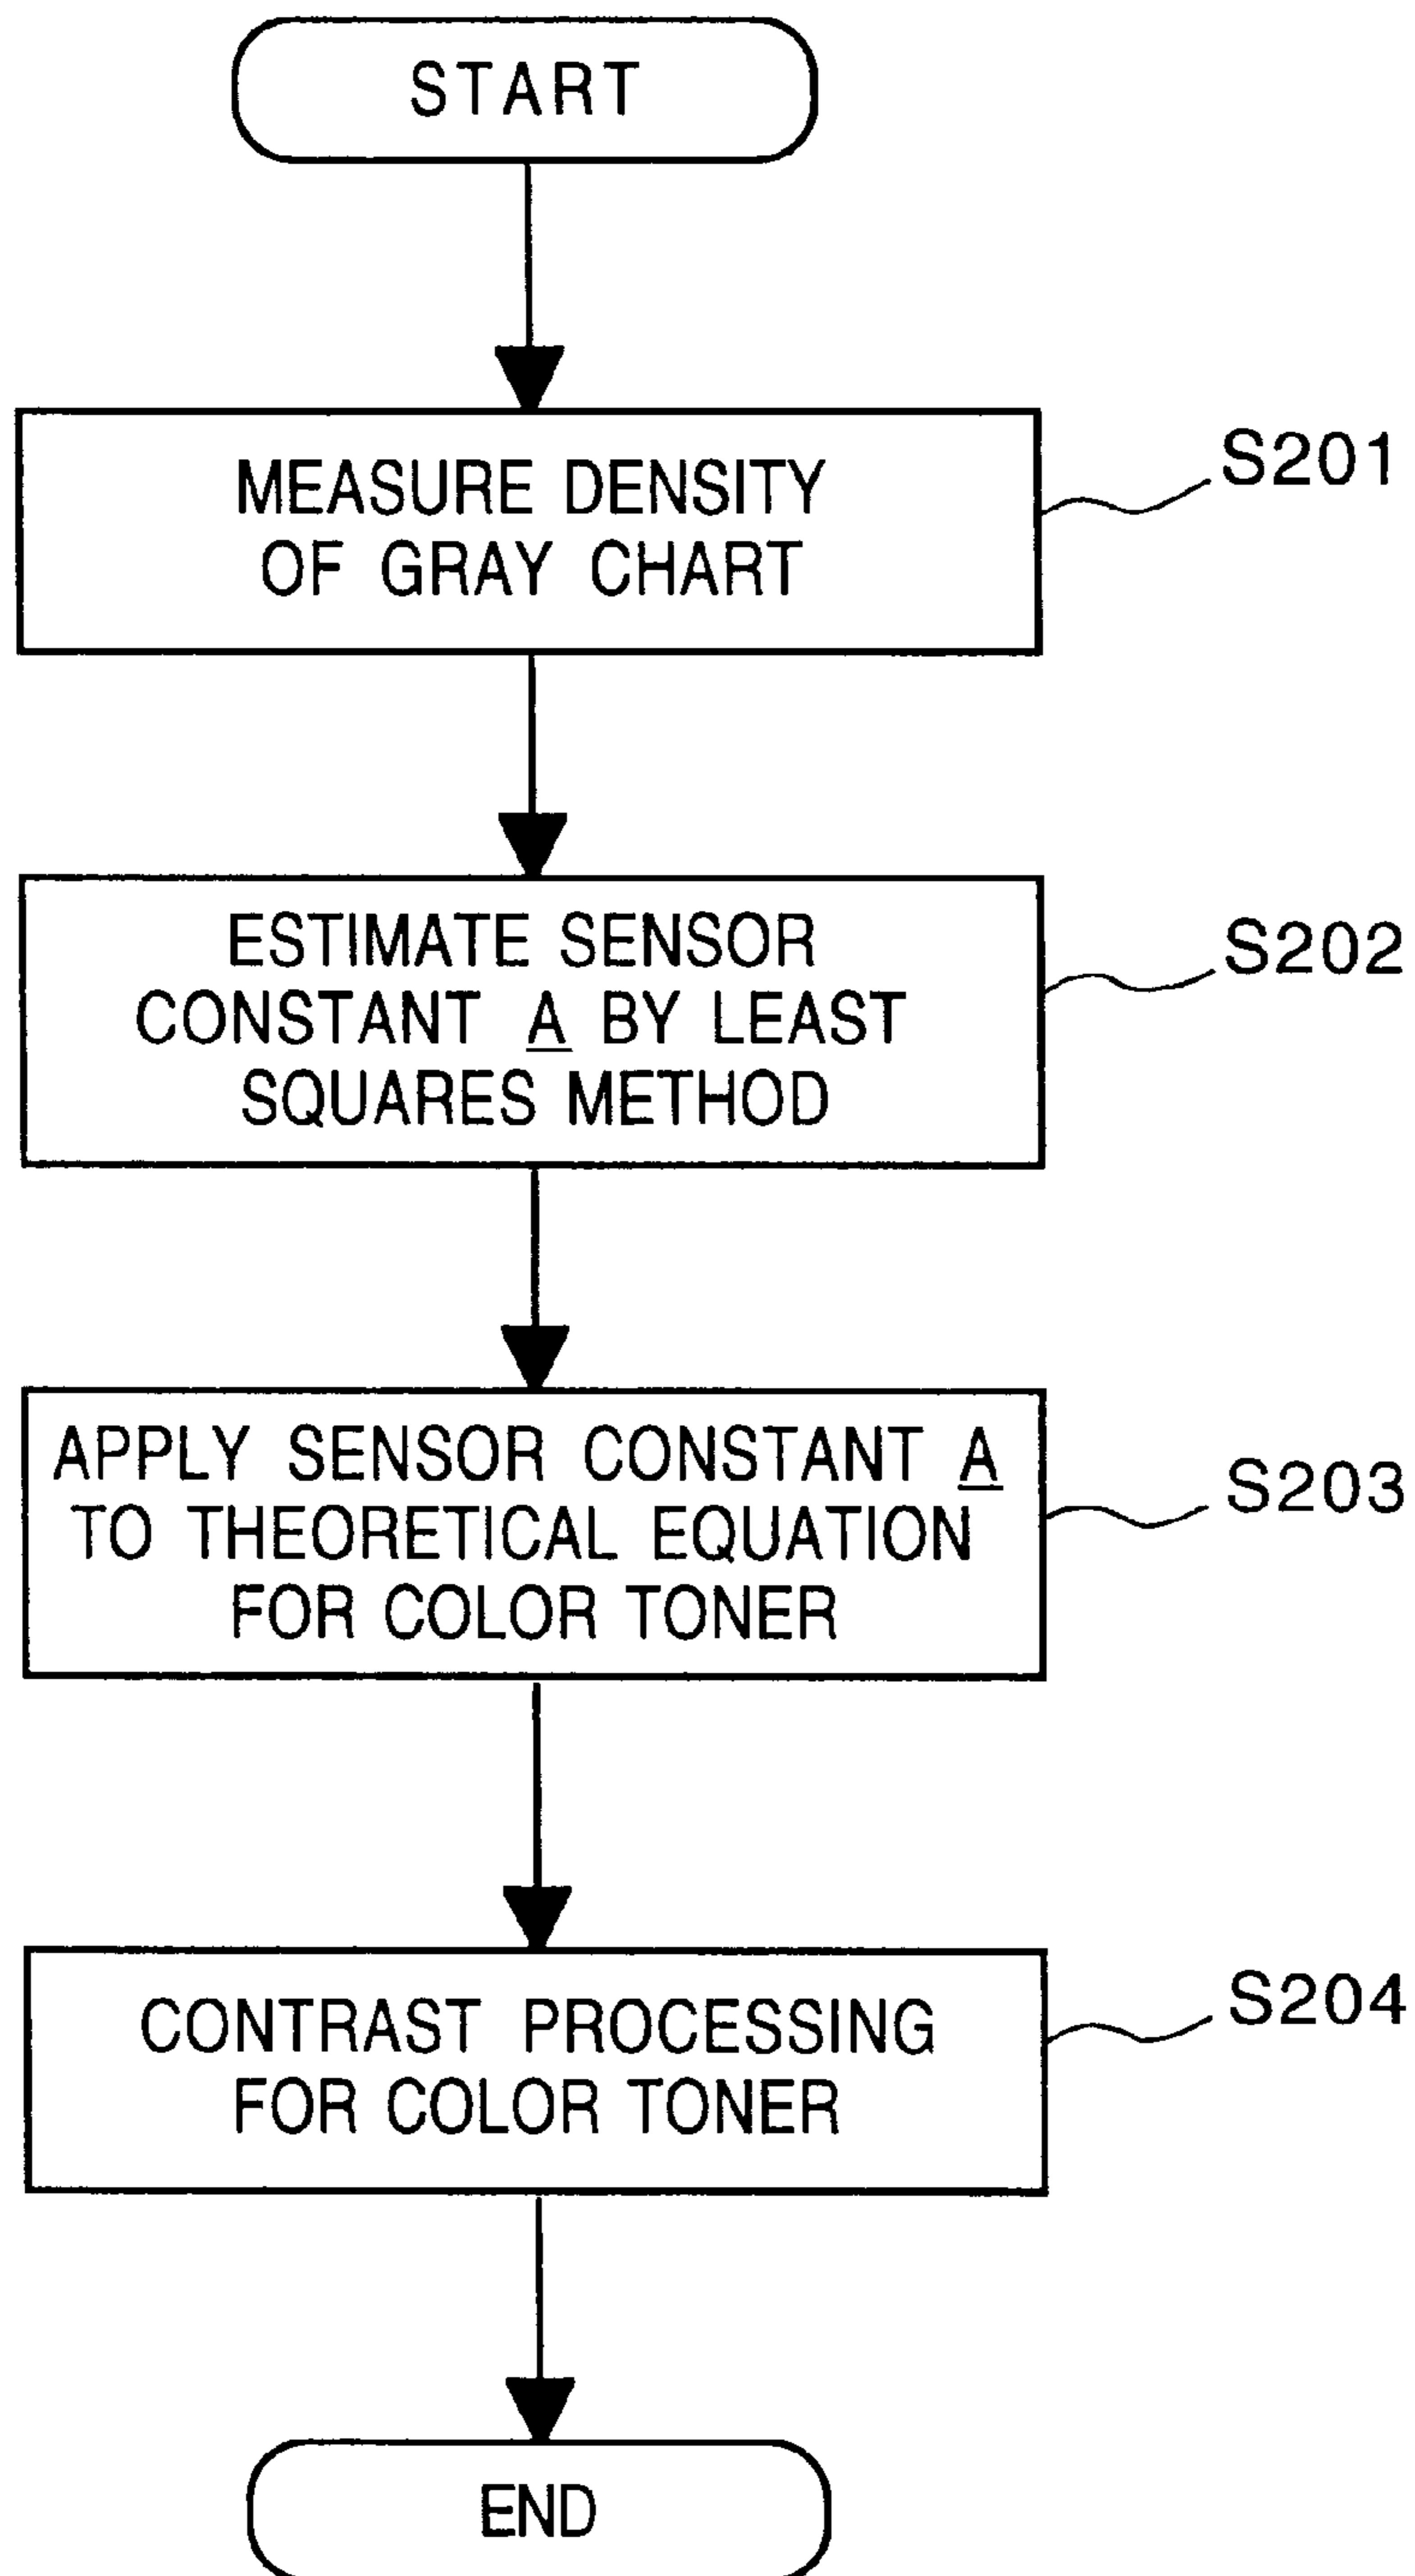 START
MEASURE DENSITY
OF GRAY CHART
S201
ESTIMATE SENSOR
CONSTANT A BY LEAST
SQUARES METHOD
S202
APPLY SENSOR CONSTANT A
TO THEORETICAL EQUATION
FOR COLOR TONER
S203
CONTRAST PROCESSING
FOR COLOR TONER
S204
END